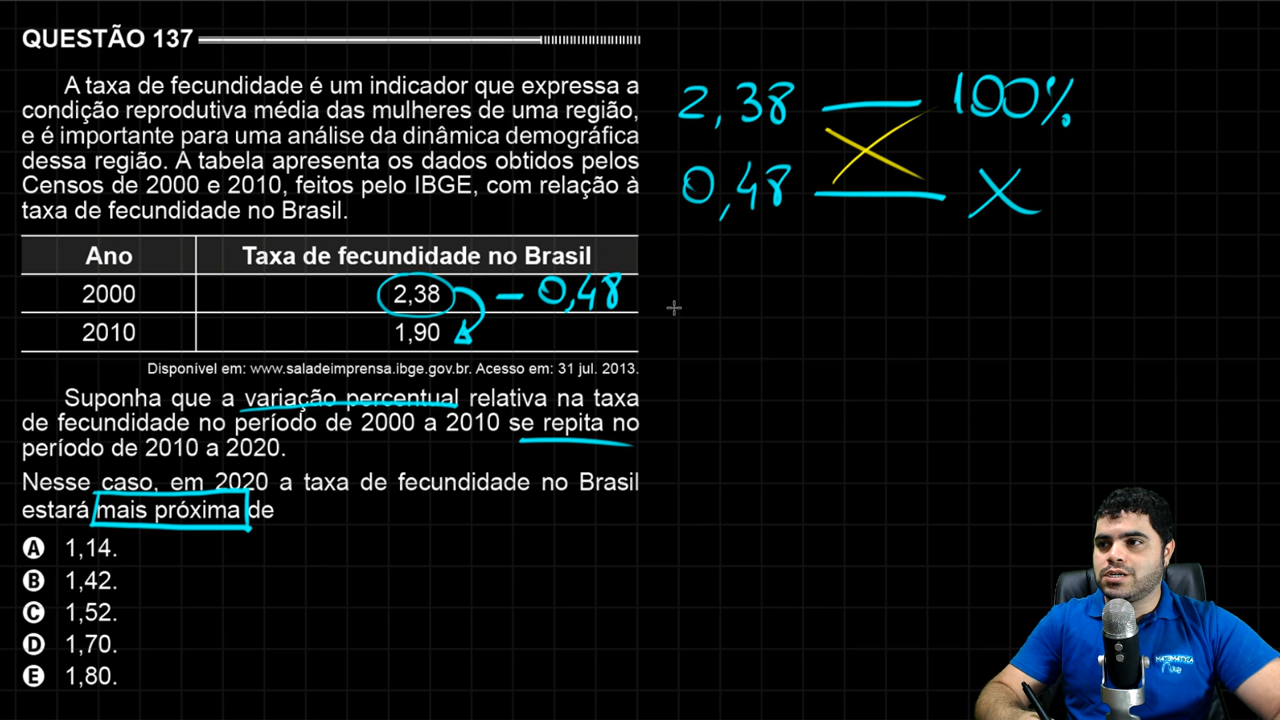 QUESTÃO 137
A taxa de fecundidade é um indicador que expressa a
condição reprodutiva média das mulheres de uma região,
e é importante para uma análise da dinâmica demográfica
dessa região. A tabela apresenta os dados obtidos pelos
Censos de 2000 e 2010, feitos pelo IBGE, com relação à
taxa de fecundidade no Brasil.
Ano Taxa de fecundidade no Brasil
2000 2,38 - 0,48
2010 1,90
Disponível em: www.saladeimprensa.ibge.gov.br. Acesso em: 31 jul. 2013.
Suponha que a variação percentual relativa na taxa
de fecundidade no período de 2000 a 2010 se repita no
período de 2010 a 2020.
Nesse caso, em 2020 a taxa de fecundidade no Brasil
estará mais próxima de
A 1,14.
B 1,42.
C 1,52.
D 1,70.
E 1,80.
2,38 100%
0,48 X
MATEMÁTICA